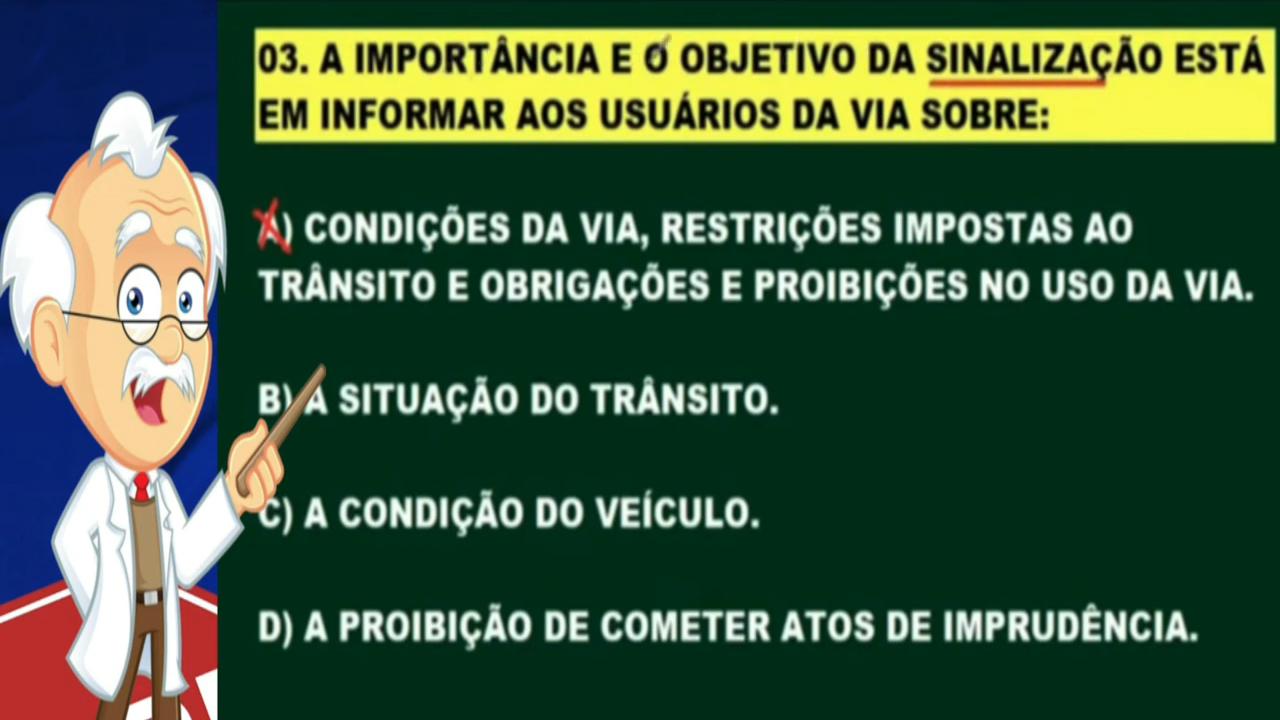 03. A IMPORTÂNCIA E O OBJETIVO DA SINALIZAÇÃO ESTÁ
EM INFORMAR AOS USUÁRIOS DA VIA SOBRE:
A) CONDIÇÕES DA VIA, RESTRIÇÕES IMPOSTAS AO
TRÂNSITO E OBRIGAÇÕES E PROIBIÇÕES NO USO DA VIA.
B) A SITUAÇÃO DO TRÂNSITO.
C) A CONDIÇÃO DO VEÍCULO.
D) A PROIBIÇÃO DE COMETER ATOS DE IMPRUDÊNCIA.